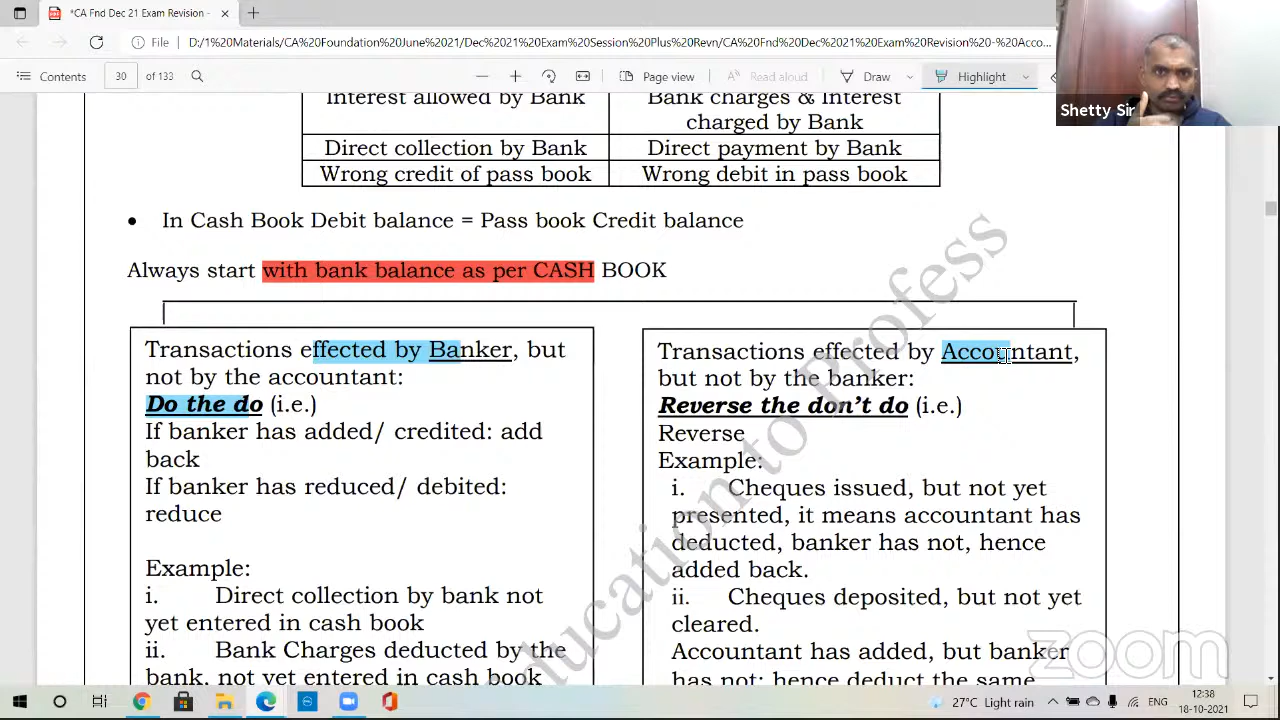 *CA Fnd Dec 21 Exam Revision -
File
D:/1%20Materials/CA%20Foundation%20June%2021/Dec%2021%20Exam%20Session%20Plus%20Revn/CA%20Fnd%20Dec%2021%20Exam%20Revision%20-%20Acco...
Contents
30
of 133
Page view
Read aloud
Draw
Highlight
Shetty Sir
Interest allowed by Bank
Bank charges & Interest
charged by Bank
Direct collection by Bank
Direct payment by Bank
Wrong credit of pass book
Wrong debit in pass book
• In Cash Book Debit balance = Pass book Credit balance
Always start with bank balance as per CASH BOOK
Transactions effected by Banker, but
not by the accountant:
Do the do (i.e.)
If banker has added/ credited: add
back
If banker has reduced/ debited:
reduce
Example:
i. Direct collection by bank not
yet entered in cash book
ii. Bank Charges deducted by the
bank, not yet entered in cash book
Transactions effected by Accountant,
but not by the banker:
Reverse the don't do (i.e.)
Reverse
Example:
i. Cheques issued, but not yet
presented, it means accountant has
deducted, banker has not, hence
added back.
ii. Cheques deposited, but not yet
cleared.
Accountant has added, but banker
has not; hence deduct the same
ducation to Profess
zoom
27°C Light rain
ENG
12:38
18-10-2021